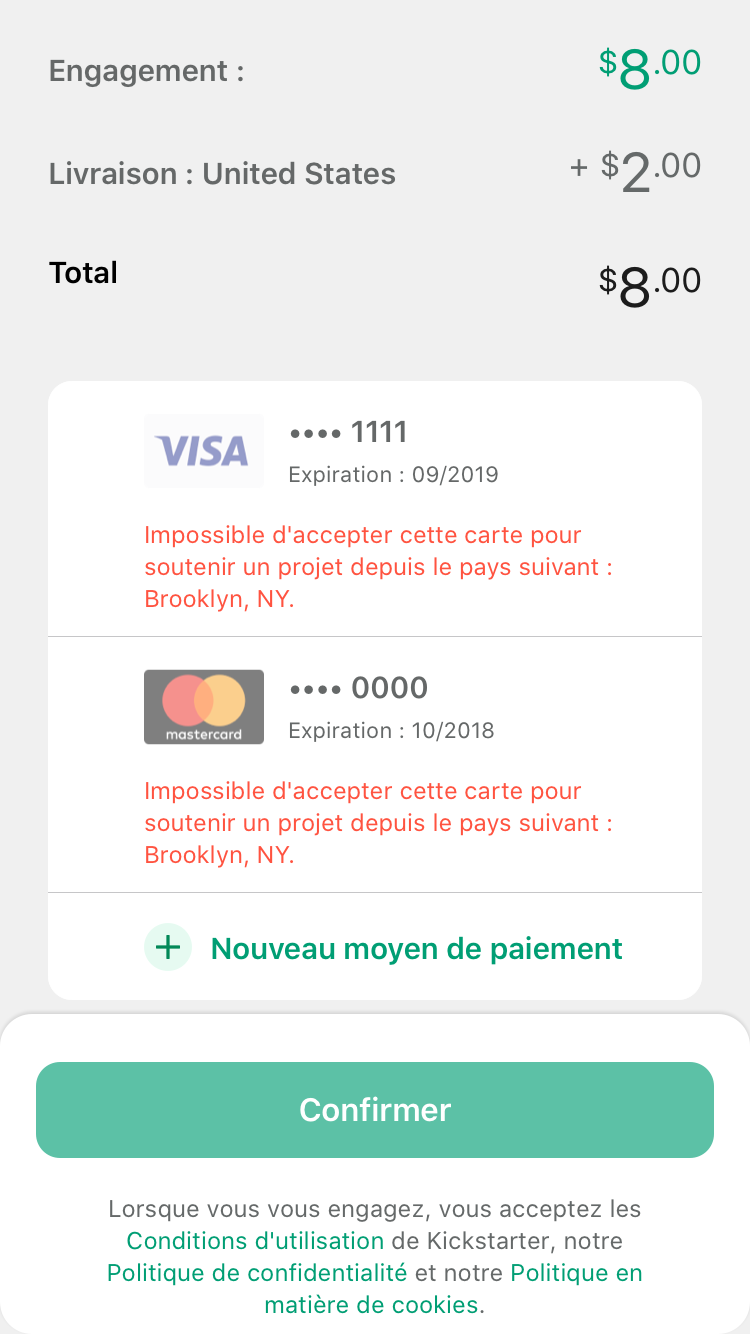 Engagement :
$8.00
Livraison : United States
+ $2.00
Total
$8.00
VISA
•••• 1111
Expiration : 09/2019
Impossible d'accepter cette carte pour
soutenir un projet depuis le pays suivant :
Brooklyn, NY.
mastercard
•••• 0000
Expiration : 10/2018
Impossible d'accepter cette carte pour
soutenir un projet depuis le pays suivant :
Brooklyn, NY.
+ Nouveau moyen de paiement
Confirmer
Lorsque vous vous engagez, vous acceptez les
Conditions d'utilisation de Kickstarter, notre
Politique de confidentialité et notre Politique en
matière de cookies.